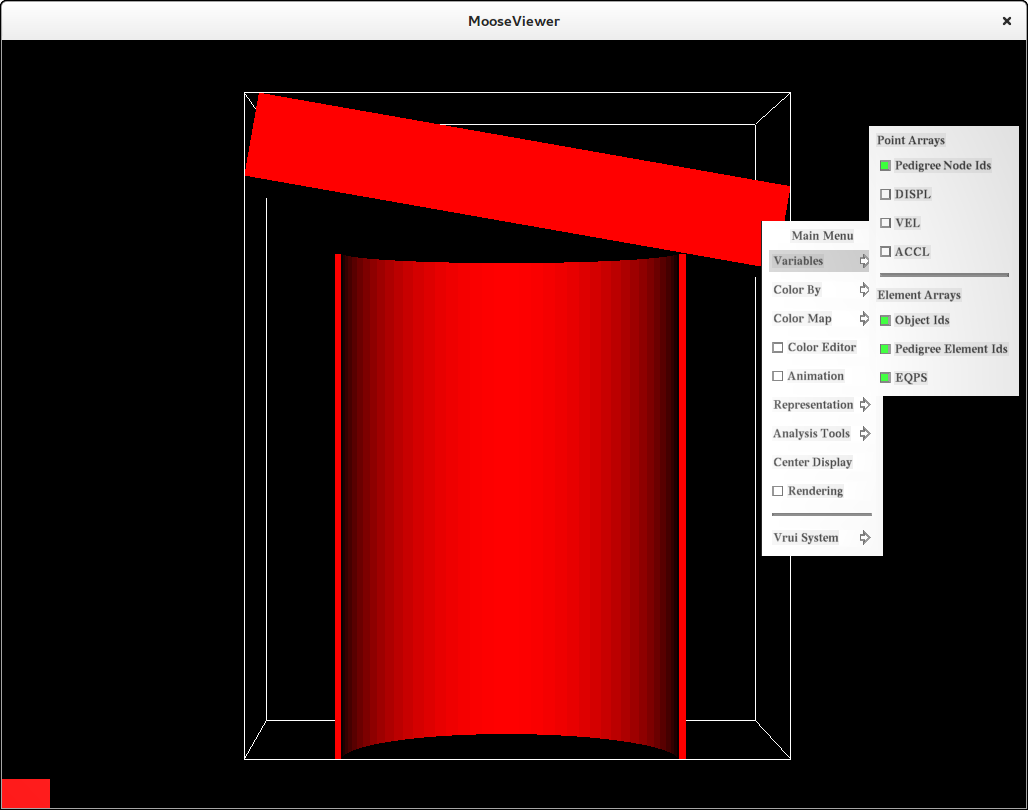 MooseViewer
Main Menu
Variables
Color By
Color Map
Color Editor
Animation
Representation
Analysis Tools
Center Display
Rendering
Vrui System
Point Arrays
Pedigree Node Ids
DISPL
VEL
ACCL
Element Arrays
Object Ids
Pedigree Element Ids
EQPS